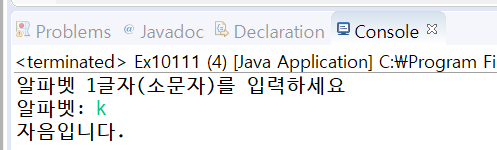 Problems @ Javadoc Declaration Console
<terminated> Ex10111 (4) [Java Application] C:₩Program Fi
알파벳 1글자(소문자)를 입력하세요
알파벳: k
자음입니다.